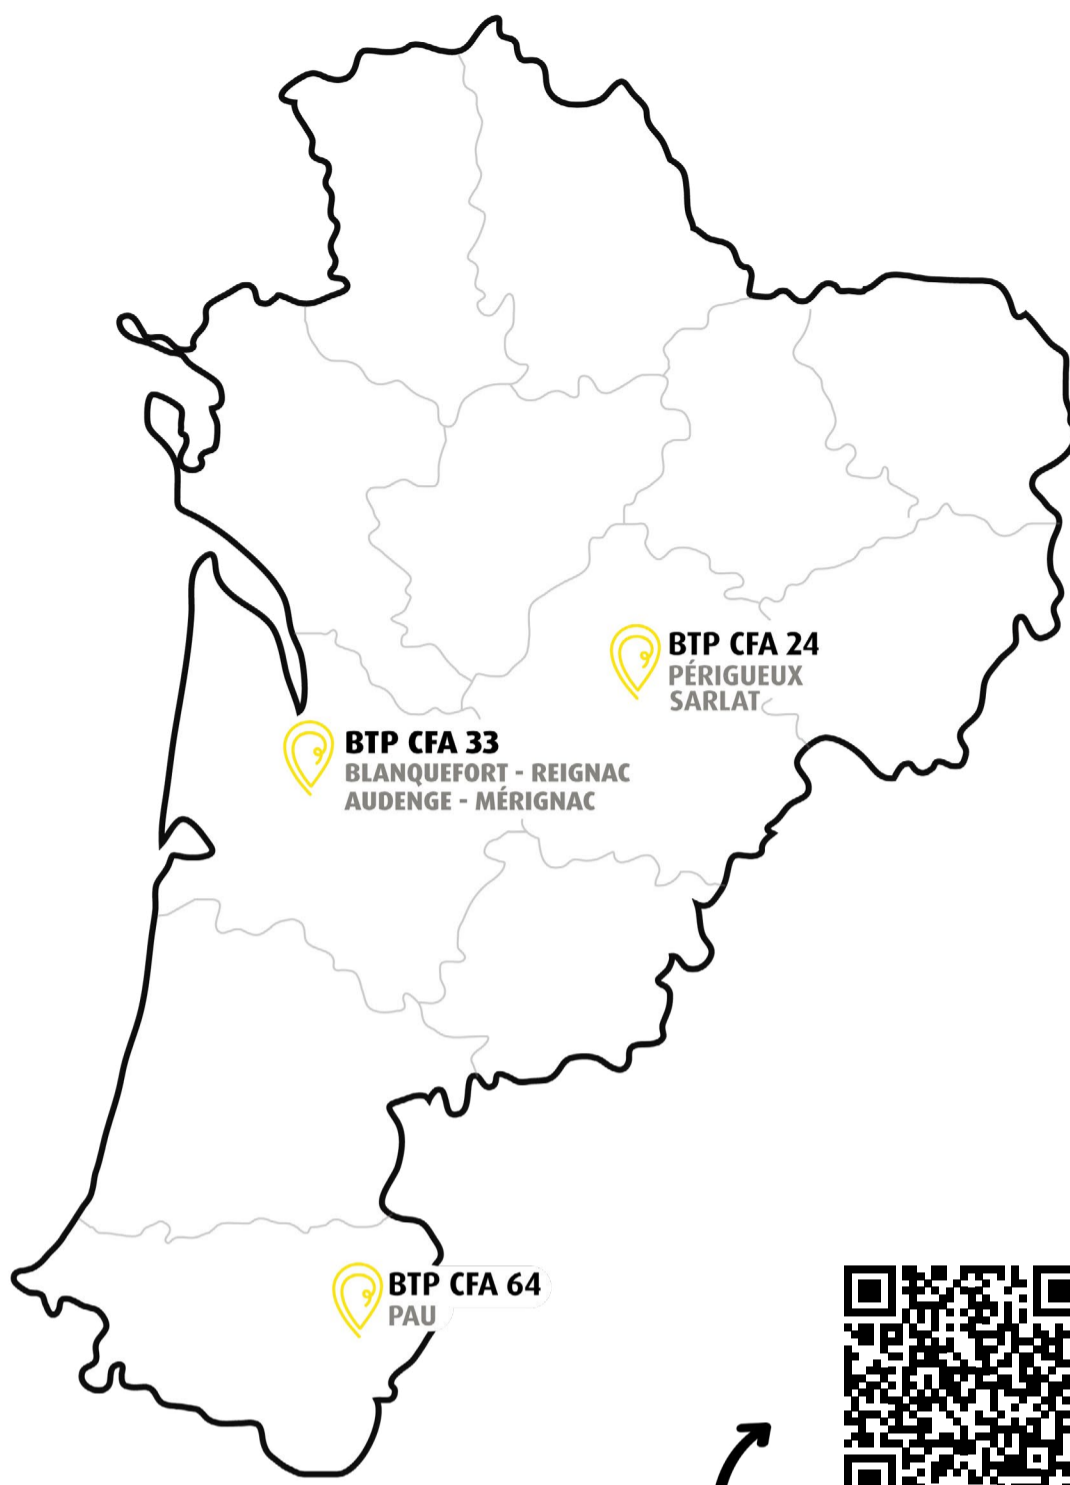 BTP CFA 24
PÉRIGUEUX
SARLAT
BTP CFA 33
BLANQUEFORT - REIGNAC
AUDENGE - MÉRIGNAC
BTP CFA 64
PAU